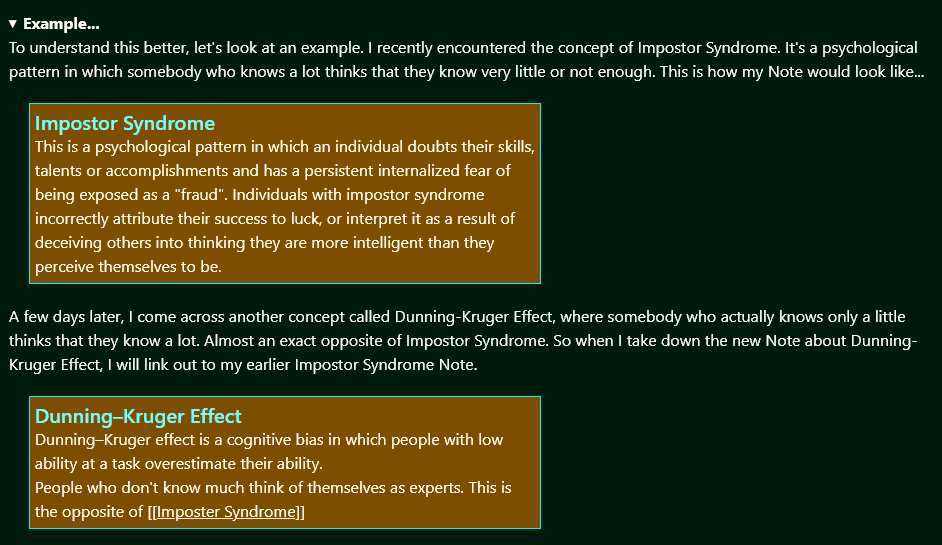 ▼ Example...
To understand this better, let's look at an example. I recently encountered the concept of Impostor Syndrome. It's a psychological
pattern in which somebody who knows a lot thinks that they know very little or not enough. This is how my Note would look like...
Impostor Syndrome
This is a psychological pattern in which an individual doubts their skills,
talents or accomplishments and has a persistent internalized fear of
being exposed as a "fraud". Individuals with impostor syndrome
incorrectly attribute their success to luck, or interpret it as a result of
deceiving others into thinking they are more intelligent than they
perceive themselves to be.
A few days later, I come across another concept called Dunning-Kruger Effect, where somebody who actually knows only a little
thinks that they know a lot. Almost an exact opposite of Impostor Syndrome. So when I take down the new Note about Dunning-
Kruger Effect, I will link out to my earlier Impostor Syndrome Note.
Dunning–Kruger Effect
Dunning–Kruger effect is a cognitive bias in which people with low
ability at a task overestimate their ability.
People who don't know much think of themselves as experts. This is
the opposite of [[Imposter Syndrome]]